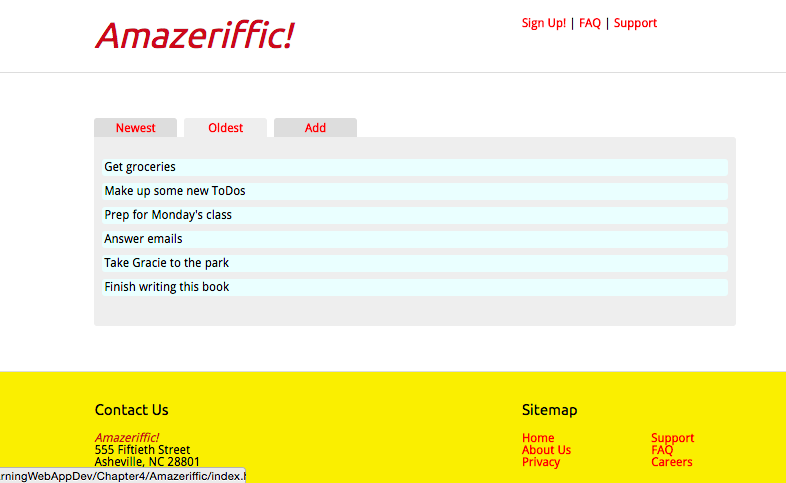 Amazeriffic!
Sign Up! | FAQ | Support
Newest
Oldest
Add
Get groceries
Make up some new ToDos
Prep for Monday's class
Answer emails
Take Gracie to the park
Finish writing this book
Contact Us
Amazeriffic!
555 Fiftieth Street
Asheville, NC 28801
Sitemap
Home
About Us
Privacy
Support
FAQ
Careers
rningWebAppDev/Chapter4/Amazeriffic/index.h